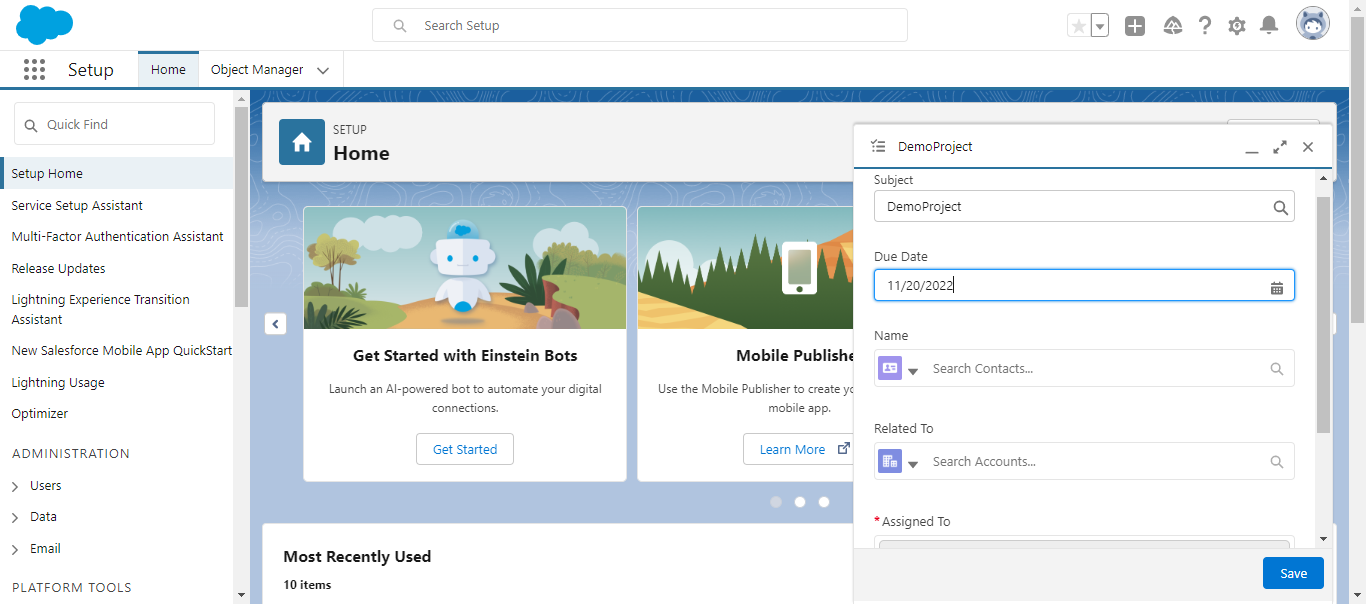 Search Setup
Setup
Home
Object Manager
Quick Find
Setup Home
Service Setup Assistant
Multi-Factor Authentication Assistant
Release Updates
Lightning Experience Transition
Assistant
New Salesforce Mobile App QuickStart
Lightning Usage
Optimizer
ADMINISTRATION
Users
Data
Email
PLATFORM TOOLS
SETUP
Home
Get Started with Einstein Bots
Launch an AI-powered bot to automate your digital
connections.
Get Started
Mobile Publishe
Use the Mobile Publisher to create yo
mobile app.
Learn More
Most Recently Used
10 items
DemoProject
Subject
DemoProject
Due Date
11/20/2022
Name
Search Contacts...
Related To
Search Accounts...
*Assigned To
Save